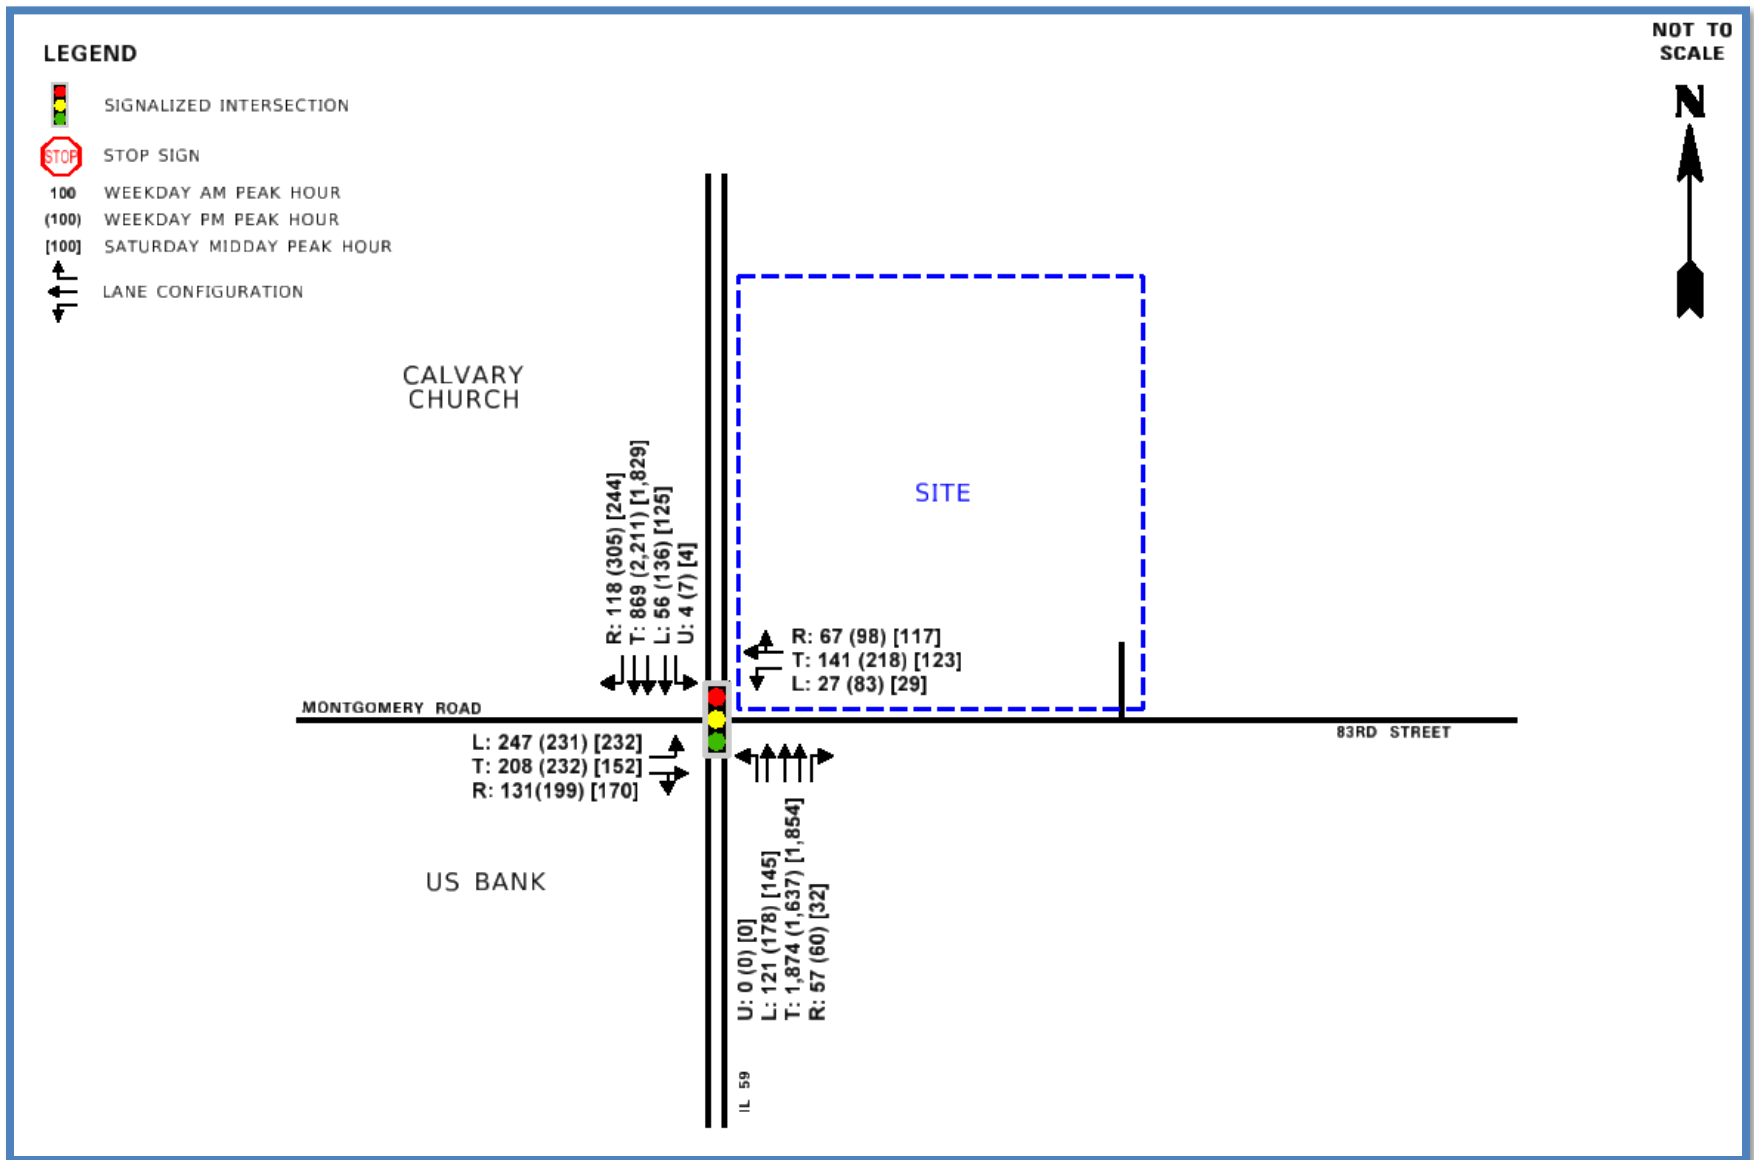 NOT TO
SCALE
N
LEGEND
SIGNALIZED INTERSECTION
STOP
STOP SIGN
100 WEEKDAY AM PEAK HOUR
(100) WEEKDAY PM PEAK HOUR
[100] SATURDAY MIDDAY PEAK HOUR
LANE CONFIGURATION
CALVARY
CHURCH
SITE
R: 118 (305) [244]
T: 869 (2,211) [1,829]
L: 56 (136) [125]
U: 4 (7) [4]
R: 67 (98) [117]
T: 141 (218) [123]
L: 27 (83) [29]
MONTGOMERY ROAD
83RD STREET
L: 247 (231) [232]
T: 208 (232) [152]
R: 131(199) [170]
US BANK
U: 0 (0) [0]
L: 121 (178) [145]
T: 1,874 (1,637) [1,854]
R: 57 (60) [32]
IL 59